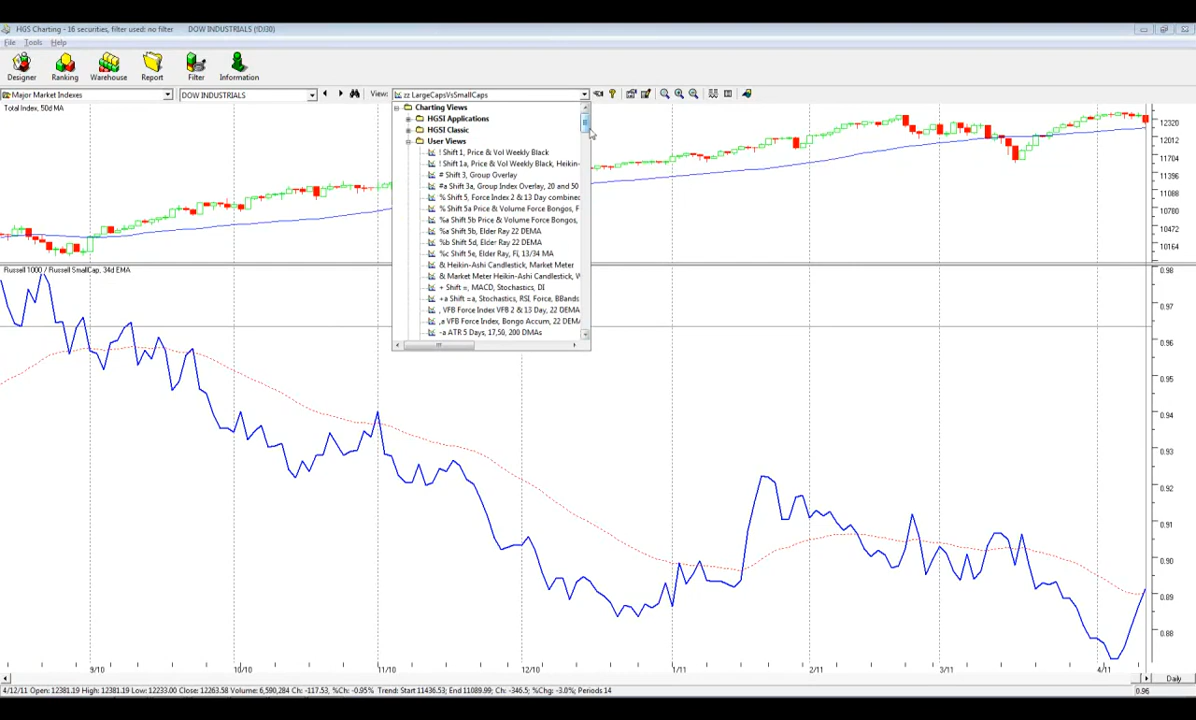 HGS Charting - 16 securities, filter used: no filter DOW INDUSTRIALS (!DJ30)
File Tools Help
Designer Ranking Warehouse Report Filter Information
Major Market Indexes DOW INDUSTRIALS View: zz LargeCapsVsSmallCaps
Total Index, 50d MA
Charting Views
HGSI Applications
HGSI Classic
User Views
! Shift 1, Price & Vol Weekly Black
! Shift 1a, Price & Vol Weekly Black, Heikin-
# Shift 3, Group Overlay
#a Shift 3a, Group Index Overlay, 20 and 50
% Shift 5, Force Index 2 & 13 Day combined
% Shift 5a Price & Volume Force Bongos, F
%a Shift 5b Price & Volume Force Bongos,
%a Shift 5b, Elder Ray 22 DEMA
%b Shift 5d, Elder Ray 22 DEMA
%c Shift 5e, Elder Ray, FI, 13/34 MA
& Heikin-Ashi Candlestick, Market Meter
& Market Meter Heikin-Ashi Candlestick, W
+ Shift =, MACD, Stochastics, DI
+a Shift =a, Stochastics, RSI, Force, BBands
, VFB Force Index VFB 2 & 13 Day, 22 DEMA
,a VFB Force Index, Bongo Accum, 22 DEMA
-a ATR 5 Days, 17,50, 200 DMAs
12320
12012
11704
11396
11088
10780
10472
10164
Russell 1000 / Russell SmallCap, 34d EMA
0.98
0.97
0.96
0.95
0.94
0.93
0.92
0.91
0.90
0.89
0.88
9/10 10/10 11/10 12/10 1/11 2/11 3/11 4/11
Daily
4/12/11 Open: 12381.19 High: 12381.19 Low: 12233.00 Close: 12263.58 Volume: 6,590,284 Ch: -117.53, %Ch: -0.95% Trend: Start 11436.53; End 11089.99; Ch: -346.5; %Chg: -3.0%; Periods 14
0.96